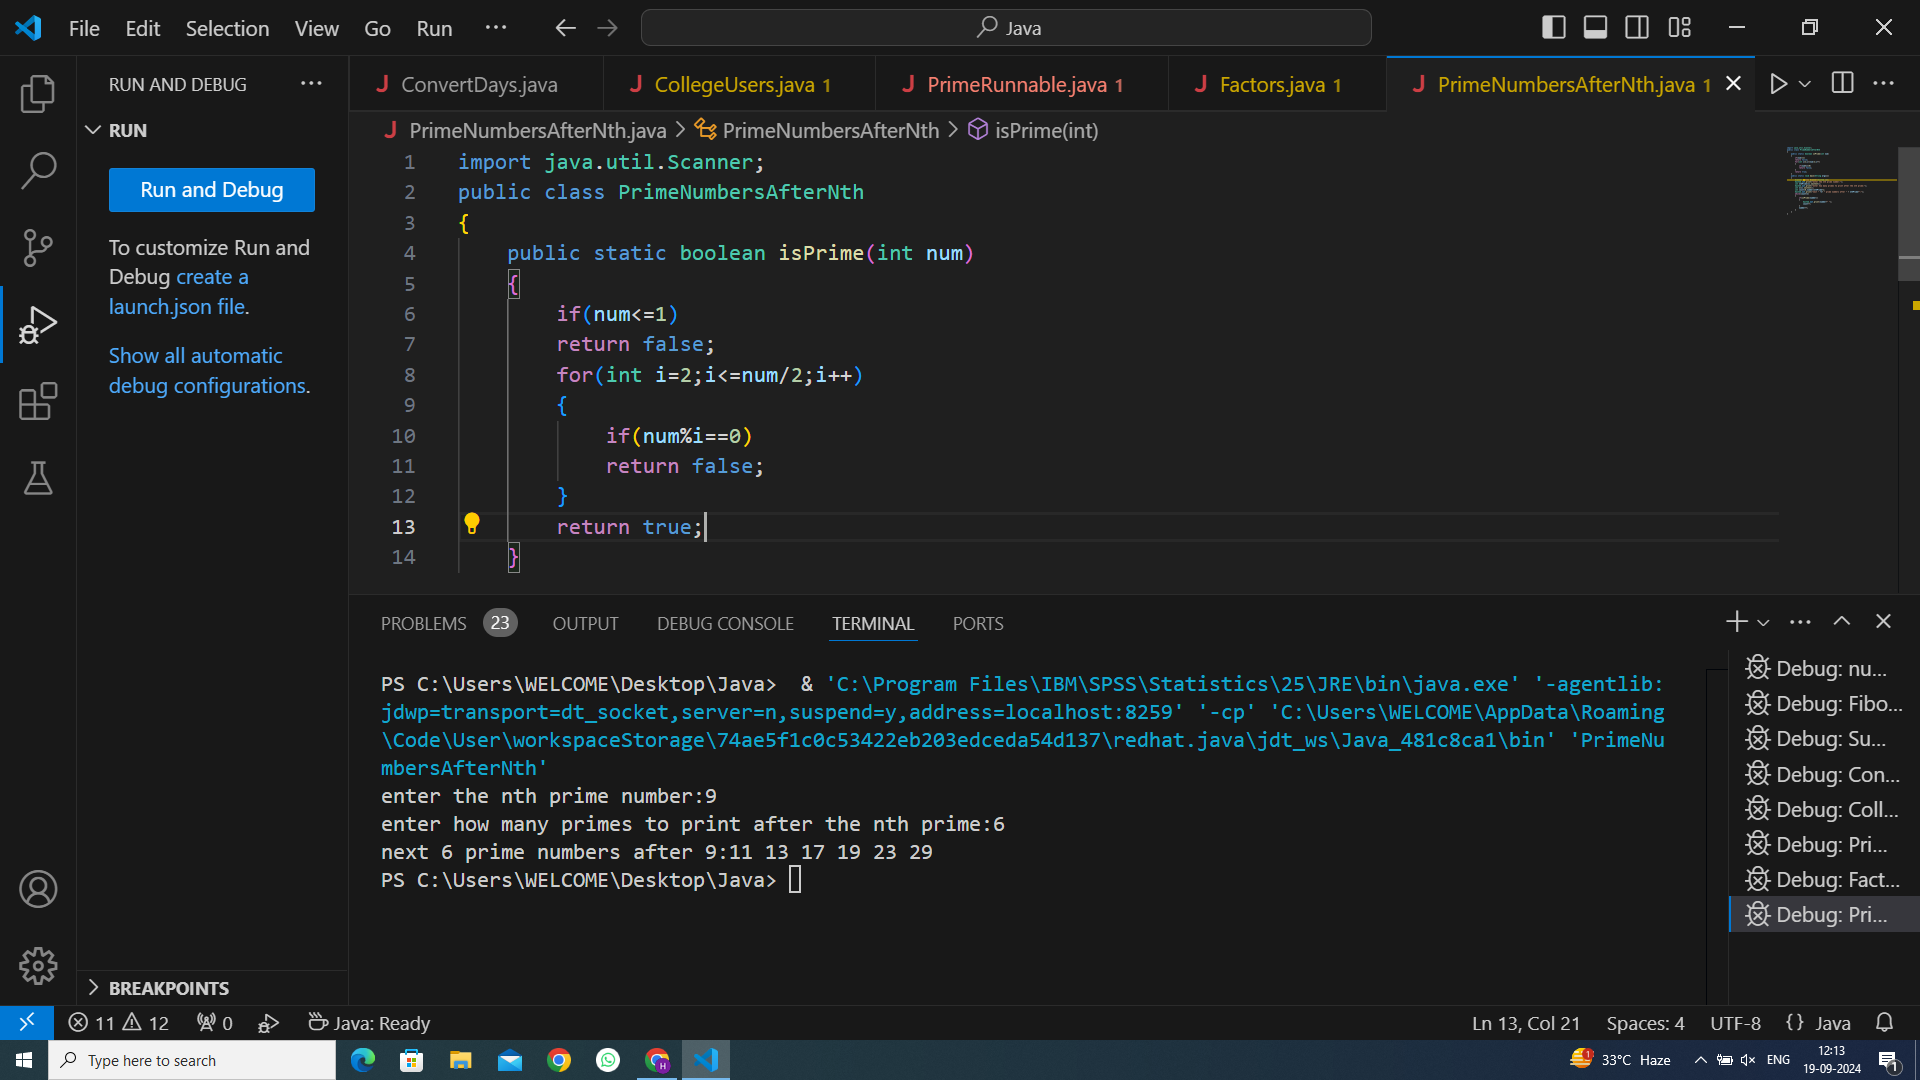 File Edit Selection View Go Run ··· Java
RUN AND DEBUG ···
RUN
Run and Debug
To customize Run and
Debug create a
launch.json file.
Show all automatic
debug configurations.
BREAKPOINTS
J ConvertDays.java J CollegeUsers.java 1 J PrimeRunnable.java 1 J Factors.java 1 J PrimeNumbersAfterNth.java 1
J PrimeNumbersAfterNth.java > PrimeNumbersAfterNth > isPrime(int)
1 import java.util.Scanner;
2 public class PrimeNumbersAfterNth
3 {
4 public static boolean isPrime(int num)
5 {
6 if(num<=1)
7 return false;
8 for(int i=2;i<=num/2;i++)
9 {
10 if(num%i==0)
11 return false;
12 }
13 return true;
14 }
PROBLEMS 23 OUTPUT DEBUG CONSOLE TERMINAL PORTS
PS C:\Users\WELCOME\Desktop\Java>  & 'C:\Program Files\IBM\SPSS\Statistics\25\JRE\bin\java.exe' '-agentlib:
jdwp=transport=dt_socket,server=n,suspend=y,address=localhost:8259' '-cp' 'C:\Users\WELCOME\AppData\Roaming
\Code\User\workspaceStorage\74ae5f1c0c53422eb203edceda54d137\redhat.java\jdt_ws\Java_481c8ca1\bin' 'PrimeNu
mbersAfterNth'
enter the nth prime number:9
enter how many primes to print after the nth prime:6
next 6 prime numbers after 9:11 13 17 19 23 29
PS C:\Users\WELCOME\Desktop\Java>
Debug: nu...
Debug: Fibo...
Debug: Su...
Debug: Con...
Debug: Coll...
Debug: Pri...
Debug: Fact...
Debug: Pri...
11 12 0 Java: Ready Ln 13, Col 21 Spaces: 4 UTF-8 {} Java
Type here to search H 1 33°C Haze ENG 12:13 19-09-2024 1